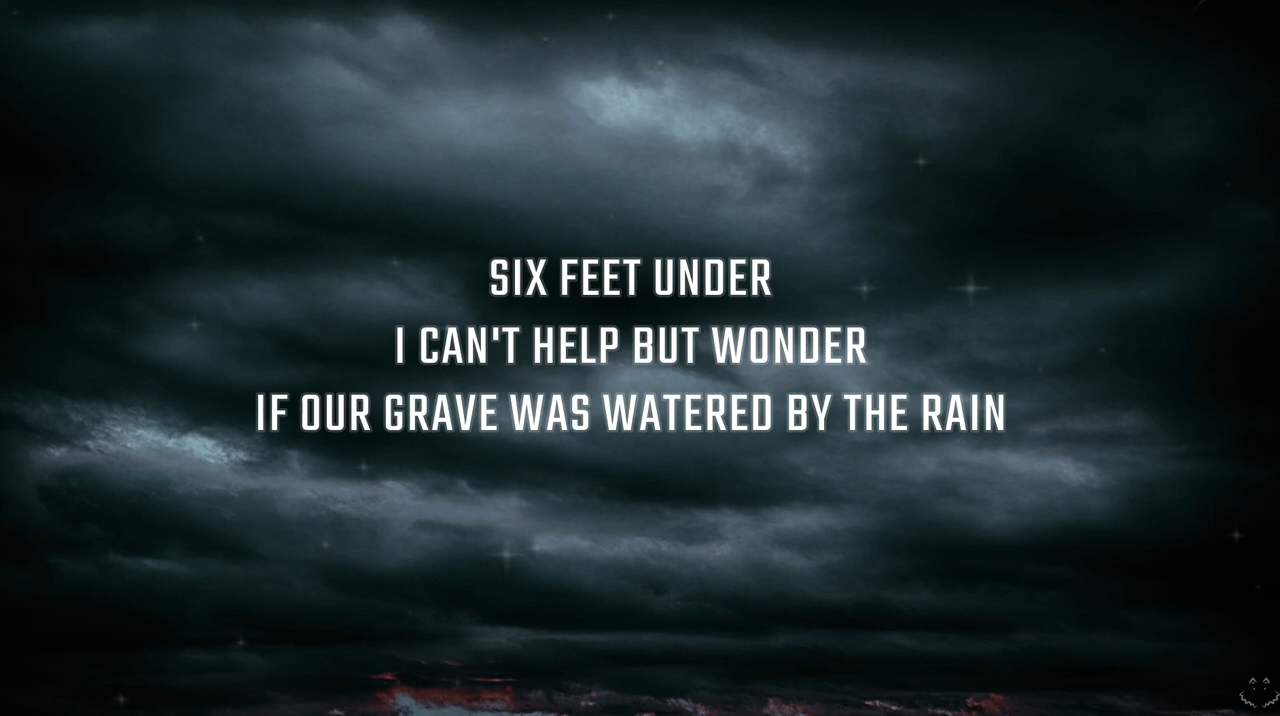 SIX FEET UNDER
I CAN'T HELP BUT WONDER
IF OUR GRAVE WAS WATERED BY THE RAIN